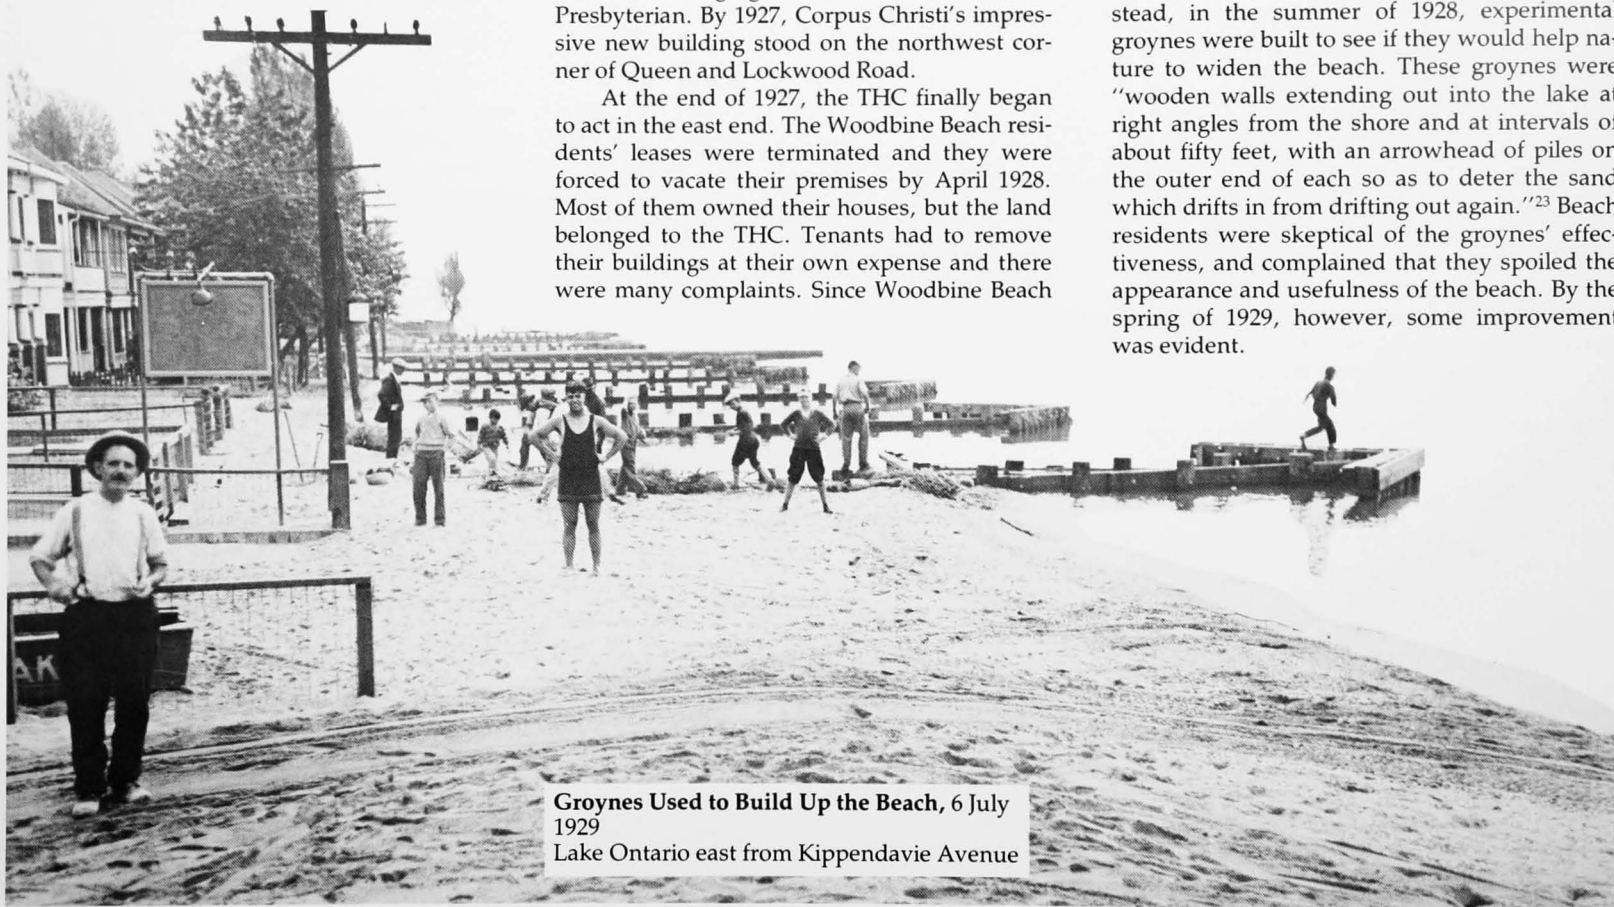 Presbyterian. By 1927, Corpus Christi's impres-
sive new building stood on the northwest cor-
ner of Queen and Lockwood Road.
At the end of 1927, the THC finally began
to act in the east end. The Woodbine Beach resi-
dents' leases were terminated and they were
forced to vacate their premises by April 1928.
Most of them owned their houses, but the land
belonged to the THC. Tenants had to remove
their buildings at their own expense and there
were many complaints. Since Woodbine Beach
stead, in the summer of 1928, experimental
groynes were built to see if they would help na-
ture to widen the beach. These groynes were
"wooden walls extending out into the lake at
right angles from the shore and at intervals of
about fifty feet, with an arrowhead of piles on
the outer end of each so as to deter the sand
which drifts in from drifting out again."23 Beach
residents were skeptical of the groynes' effec-
tiveness, and complained that they spoiled the
appearance and usefulness of the beach. By the
spring of 1929, however, some improvement
was evident.
AK
Groynes Used to Build Up the Beach, 6 July
1929
Lake Ontario east from Kippendavie Avenue